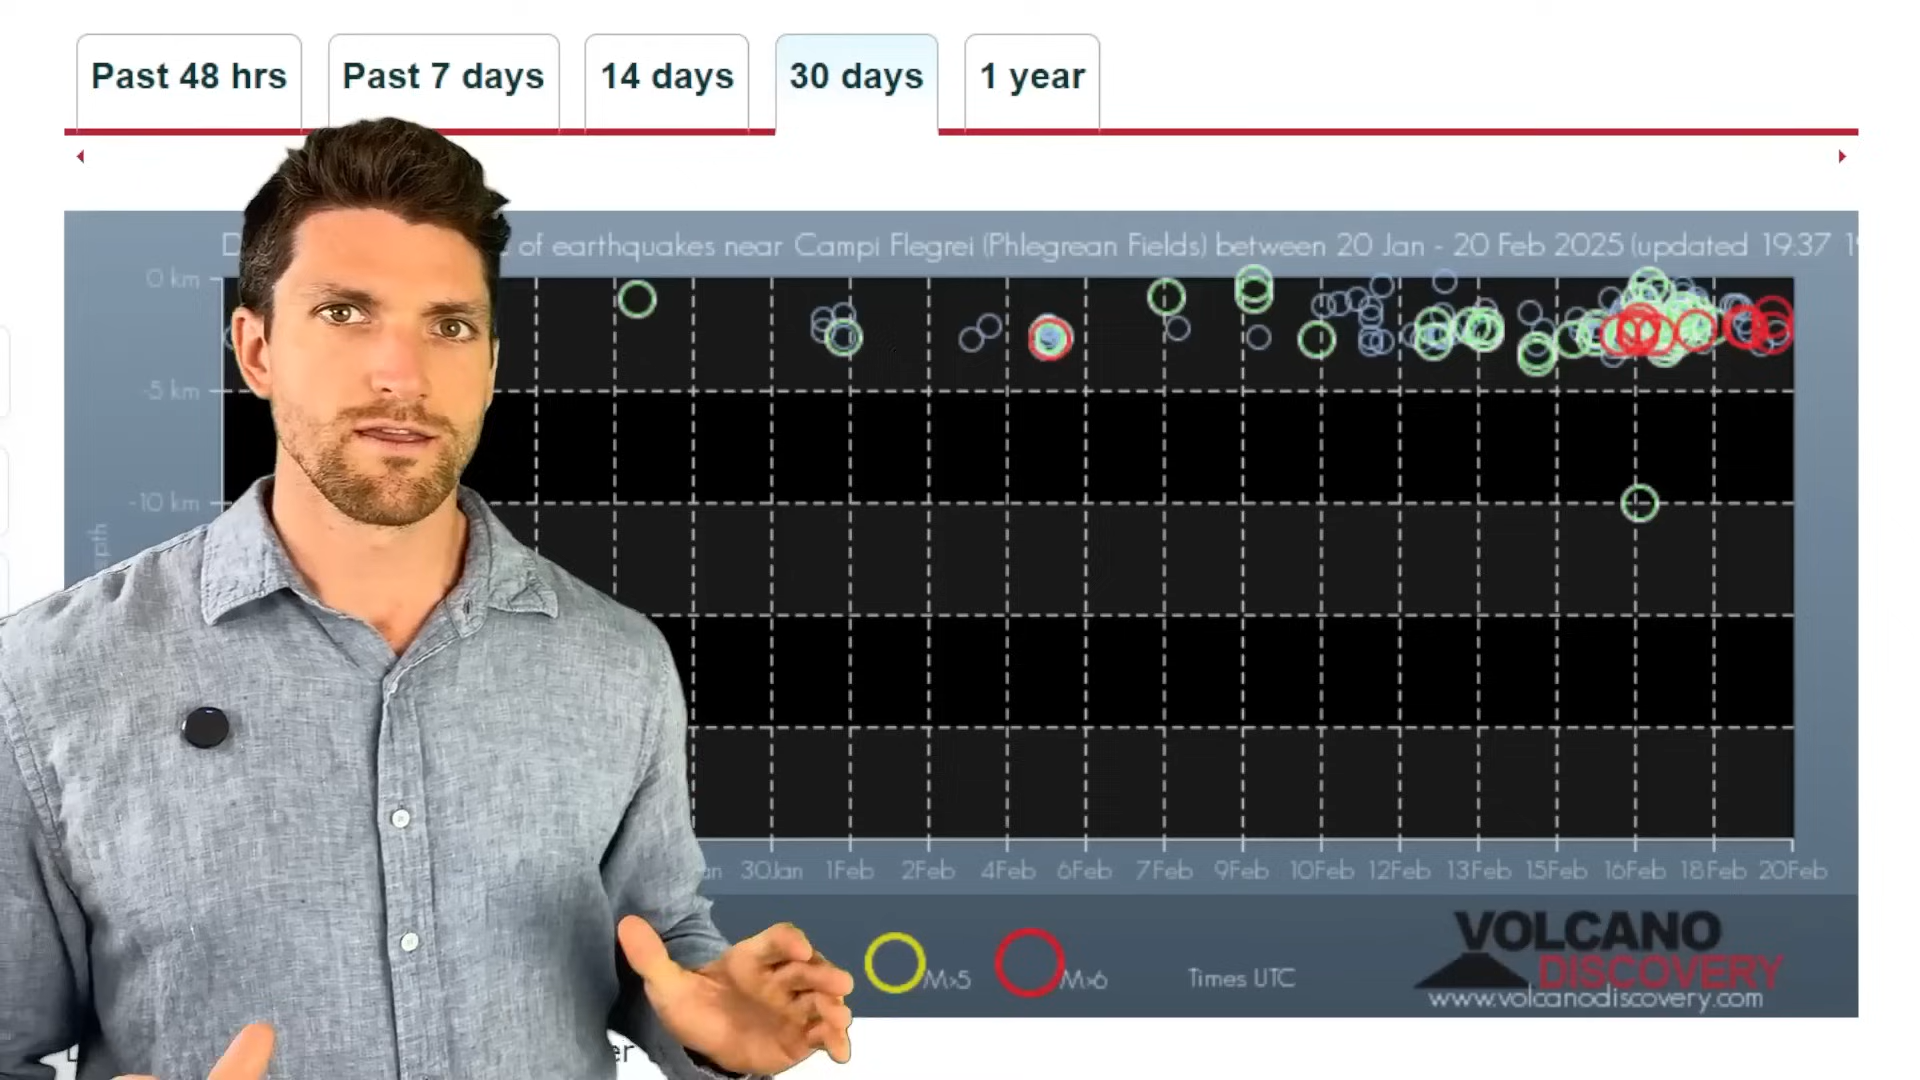 Past 48 hrs
Past 7 days
14 days
30 days
1 year
of earthquakes near Campi Flegrei (Phlegrean Fields) between 20 Jan - 20 Feb 2025 (updated 19:37
0 km
-5 km
-10 km
30Jan 1Feb 2Feb 4Feb 6Feb 7Feb 9Feb 10Feb 12Feb 13Feb 15Feb 16Feb 18Feb 20Feb
M>5
M>6
Times UTC
VOLCANO
DISCOVERY
www.volcanodiscovery.com